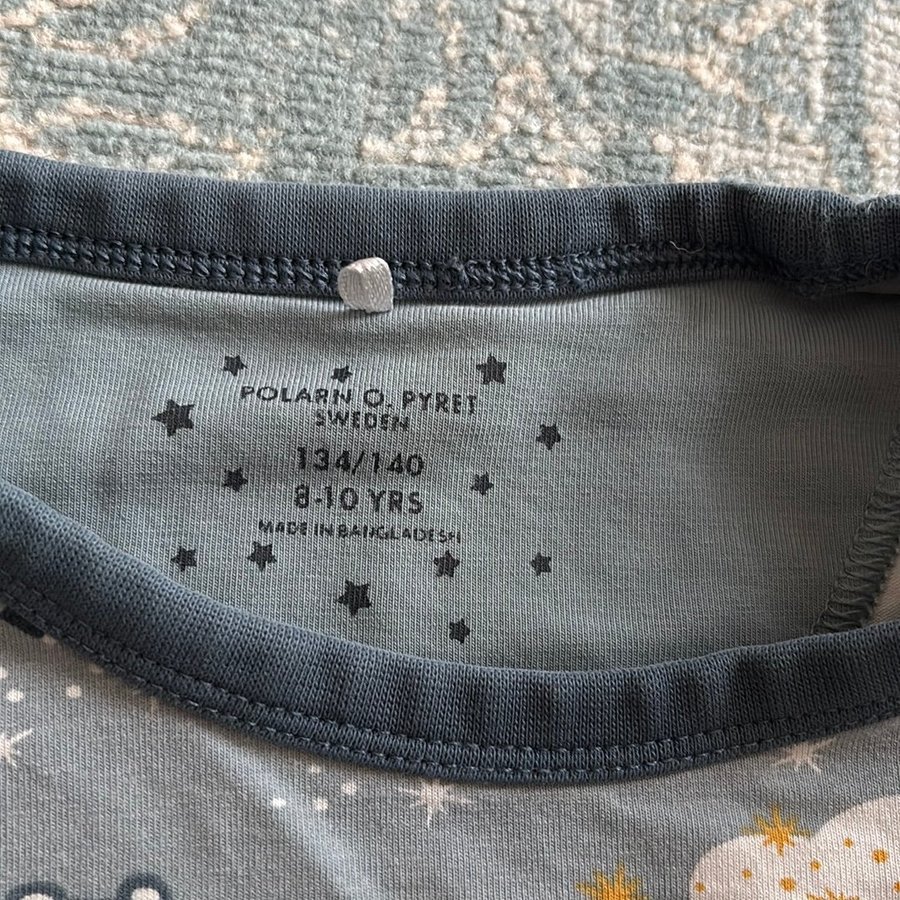 POLARN O. PYRET
SWEDEN
134/140
8-10 YRS
MADE IN BANGLADESH